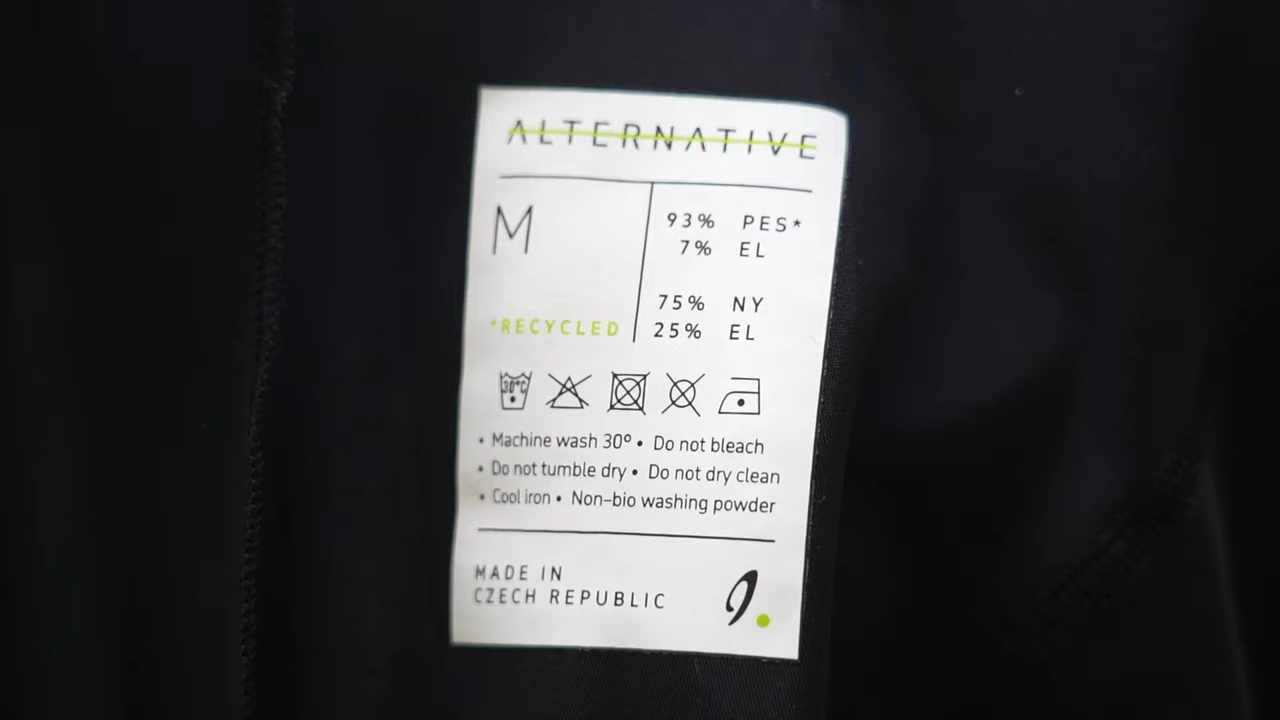 ALTERNATIVE
M
93% PES*
7% EL
75% NY
*RECYCLED 25% EL
30°C
• Machine wash 30º • Do not bleach
• Do not tumble dry • Do not dry clean
• Cool iron • Non-bio washing powder
MADE IN
CZECH REPUBLIC